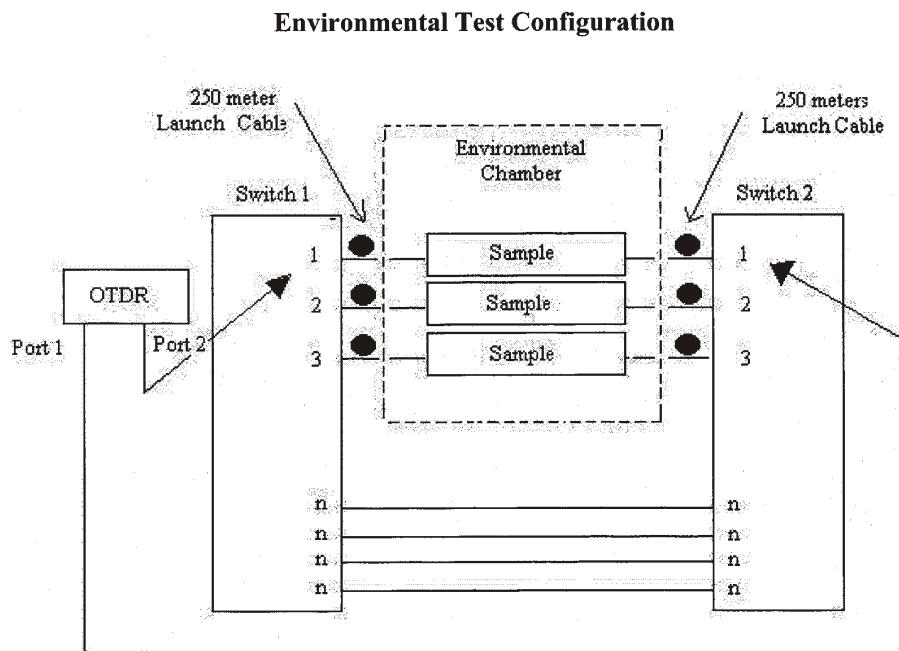 Environmental Test Configuration
250 meter
Launch Cable
250 meters
Launch Cable
Environmental
Chamber
Switch 1
Switch 2
1
Sample
1
OTDR
2
Sample
2
Port 1
Port 2
3
Sample
3
n
n
n
n
n
n
n
n